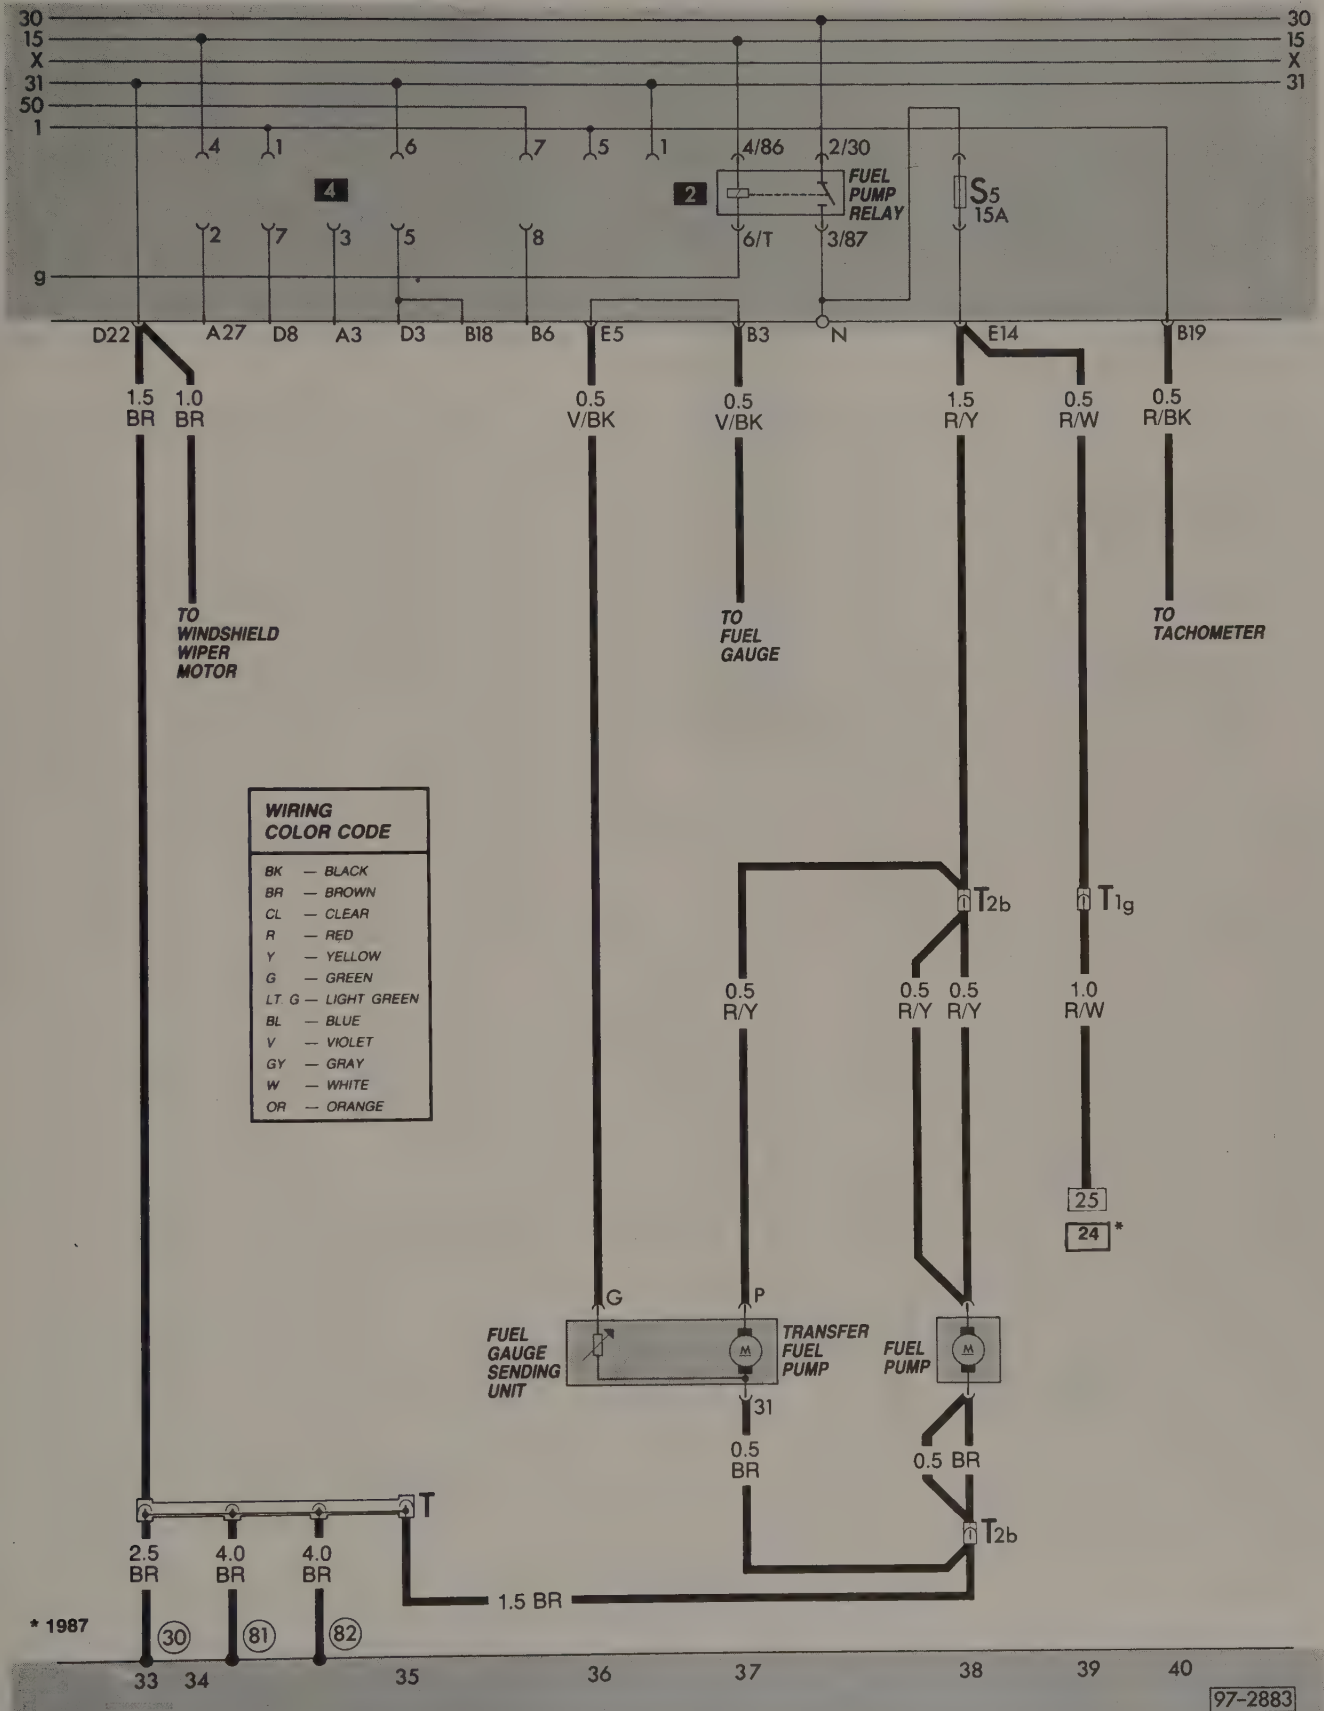 30 30
15 15
X X
31 31
50
1
4 1 6 7 5 1 4/86 2/30
4
2
FUEL
PUMP
RELAY
S5
15A
2 7 3 5 8 6/T 3/87
g
D22 A27 D8 A3 D3 B18 B6 E5 B3 N E14 B19
1.5 1.0 0.5 0.5 1.5 0.5 0.5
BR BR V/BK V/BK R/Y R/W R/BK
TO
WINDSHIELD
WIPER
MOTOR
TO
FUEL
GAUGE
TO
TACHOMETER
WIRING
COLOR CODE
BK — BLACK
BR — BROWN
CL — CLEAR
R — RED
Y — YELLOW
G — GREEN
LT. G — LIGHT GREEN
BL — BLUE
V — VIOLET
GY — GRAY
W — WHITE
OR — ORANGE
T2b T1g
0.5 0.5 0.5 1.0
R/Y R/Y R/Y R/W
25
24 *
G P
FUEL
GAUGE
SENDING
UNIT
M
TRANSFER
FUEL
PUMP
FUEL
PUMP
M
31
0.5
BR
0.5 BR
T
T2b
2.5 4.0 4.0
BR BR BR
1.5 BR
* 1987
30 81 82
33 34 35 36 37 38 39 40
97-2883